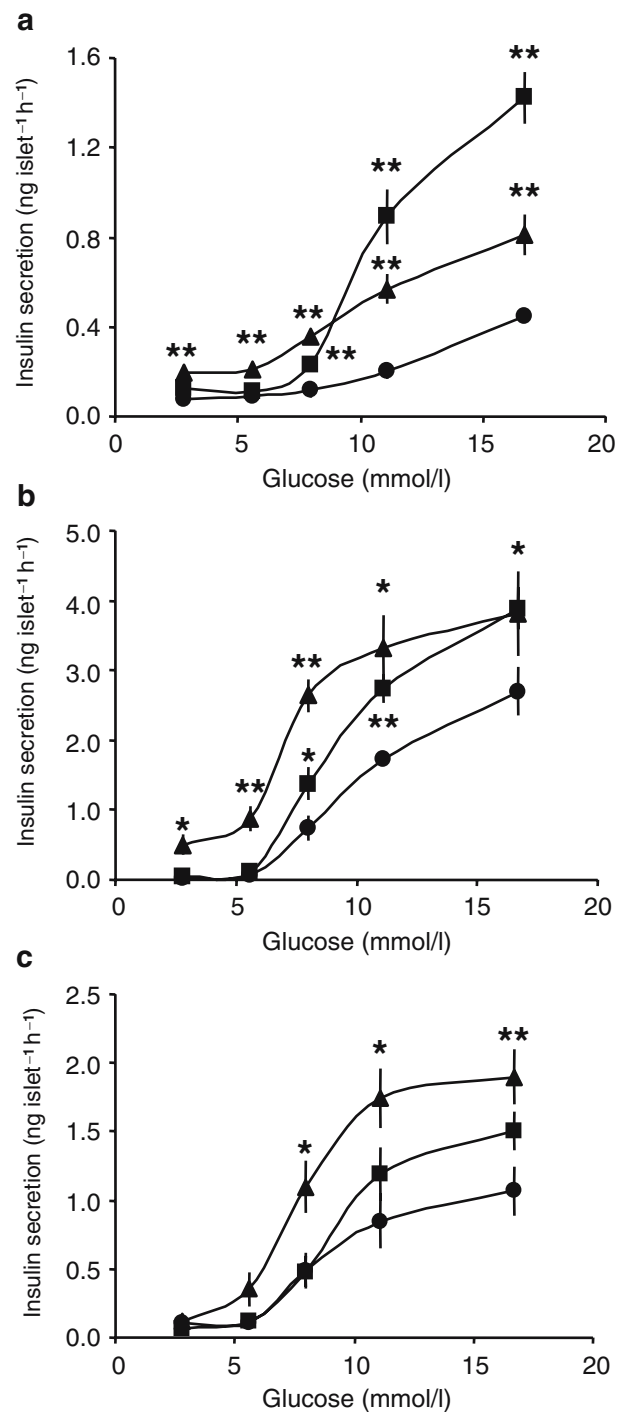 a
Insulin secretion (ng islet⁻¹ h⁻¹)
1.6
1.2
0.8
0.4
0.0
** ** ** ** ** ** ** **
0 5 10 15 20
Glucose (mmol/l)
b
Insulin secretion (ng islet⁻¹ h⁻¹)
5.0
4.0
3.0
2.0
1.0
0.0
* ** ** * * ** *
0 5 10 15 20
Glucose (mmol/l)
c
Insulin secretion (ng islet⁻¹ h⁻¹)
2.5
2.0
1.5
1.0
0.5
0.0
* * **
0 5 10 15 20
Glucose (mmol/l)